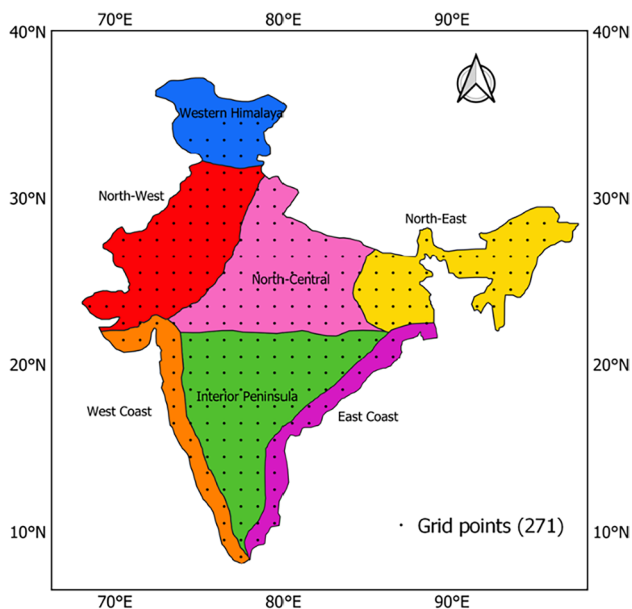 70°E 80°E 90°E
40°N 40°N
Western Himalaya
30°N 30°N
North-West
North-East
North-Central
20°N 20°N
Interior Peninsula
West Coast
East Coast
10°N 10°N
Grid points (271)
70°E 80°E 90°E